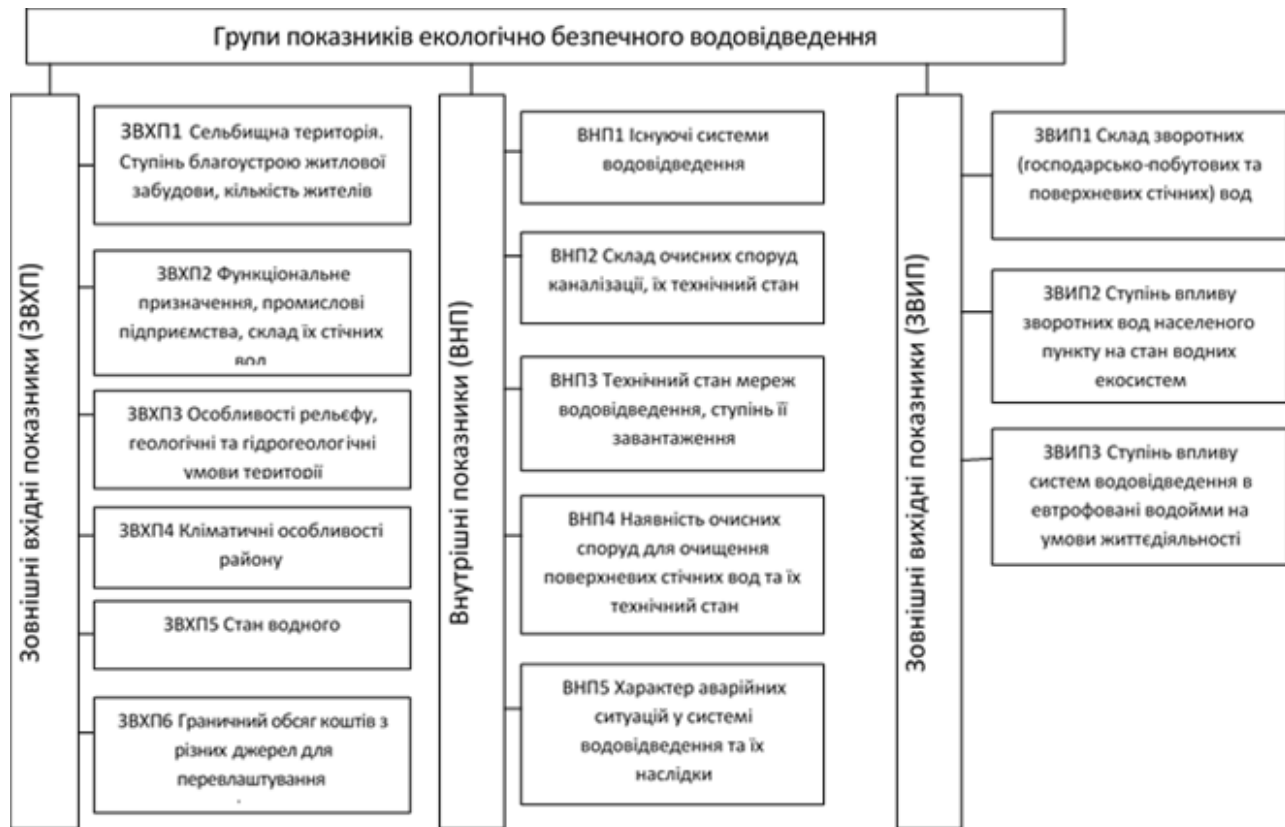 Групи показників екологічно безпечного водовідведення
Зовнішні вхідні показники (ЗВХП)
ЗВХП1 Сельбищна територія.
Ступінь благоустрою житлової
забудови, кількість жителів
ЗВХП2 Функціональне
призначення, промислові
підприємства, склад їх стічних
вод
ЗВХП3 Особливості рельєфу,
геологічні та гідрогеологічні
умови території
ЗВХП4 Кліматичні особливості
району
ЗВХП5 Стан водного
ЗВХП6 Граничний обсяг коштів з
різних джерел для
перевлаштування
Внутрішні показники (ВНП)
ВНП1 Існуючі системи
водовідведення
ВНП2 Склад очисних споруд
каналізації, їх технічний стан
ВНП3 Технічний стан мереж
водовідведення, ступінь її
завантаження
ВНП4 Наявність очисних
споруд для очищення
поверхневих стічних вод та їх
технічний стан
ВНП5 Характер аварійних
ситуацій у системі
водовідведення та їх
наслідки
Зовнішні вихідні показники (ЗВИП)
ЗВИП1 Склад зворотних
(господарсько-побутових та
поверхневих стічних) вод
ЗВИП2 Ступінь впливу
зворотних вод населеного
пункту на стан водних
екосистем
ЗВИП3 Ступінь впливу
систем водовідведення в
евтрофовані водойми на
умови життєдіяльності